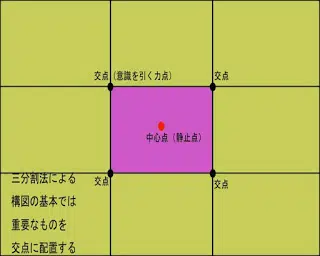 交点（意識を引く力点）
交点
中心点（静止点）
交点
交点
三分割法による
構図の基本では
重要なものを
交点に配置する